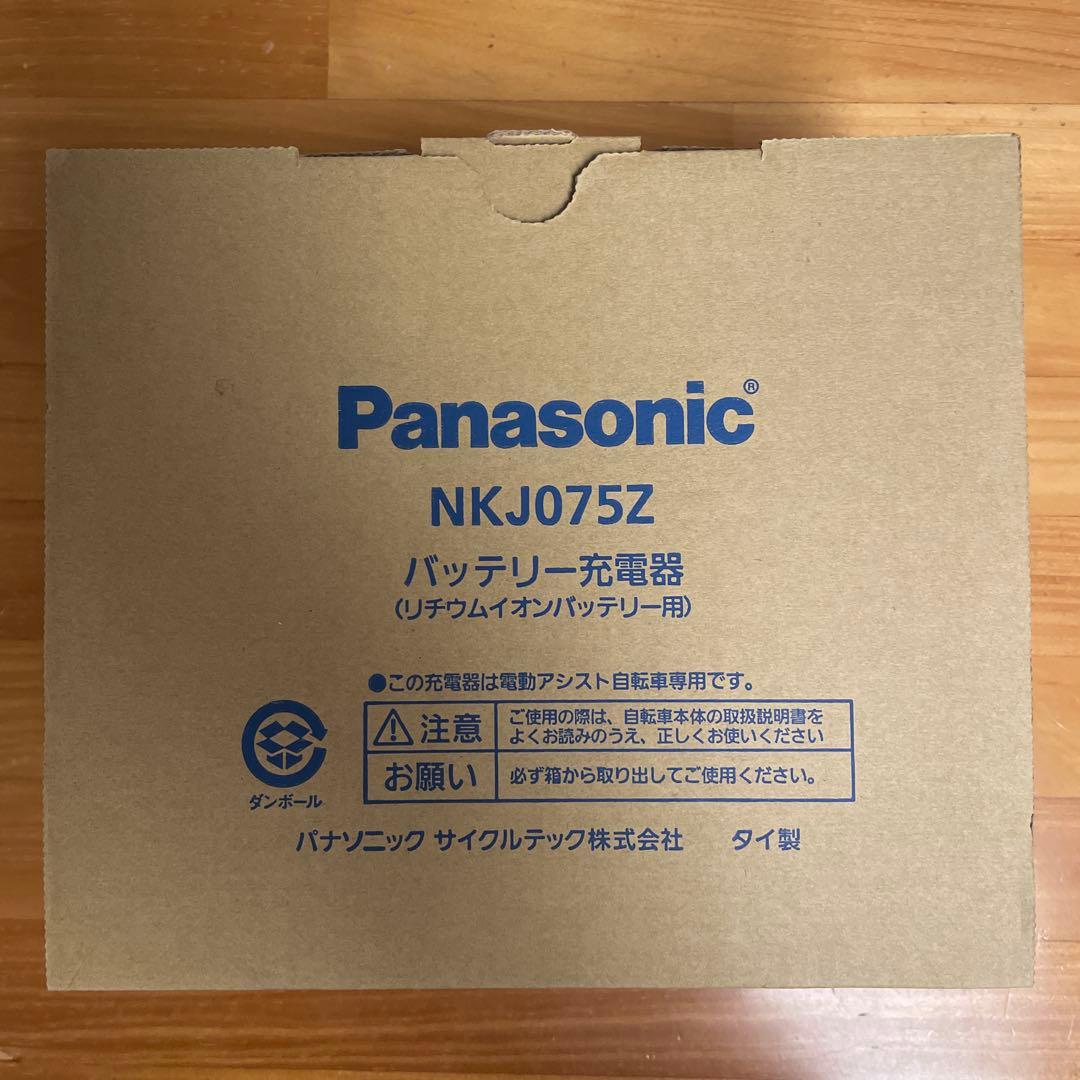 Panasonic®
NKJ075Z
バッテリー充電器
(リチウムイオンバッテリー用)
●この充電器は電動アシスト自転車専用です。
⚠注意
ご使用の際は、自転車本体の取扱説明書を
よくお読みのうえ、正しくお使いください
お願い
必ず箱から取り出してご使用ください。
ダンボール
パナソニック サイクルテック株式会社 タイ製